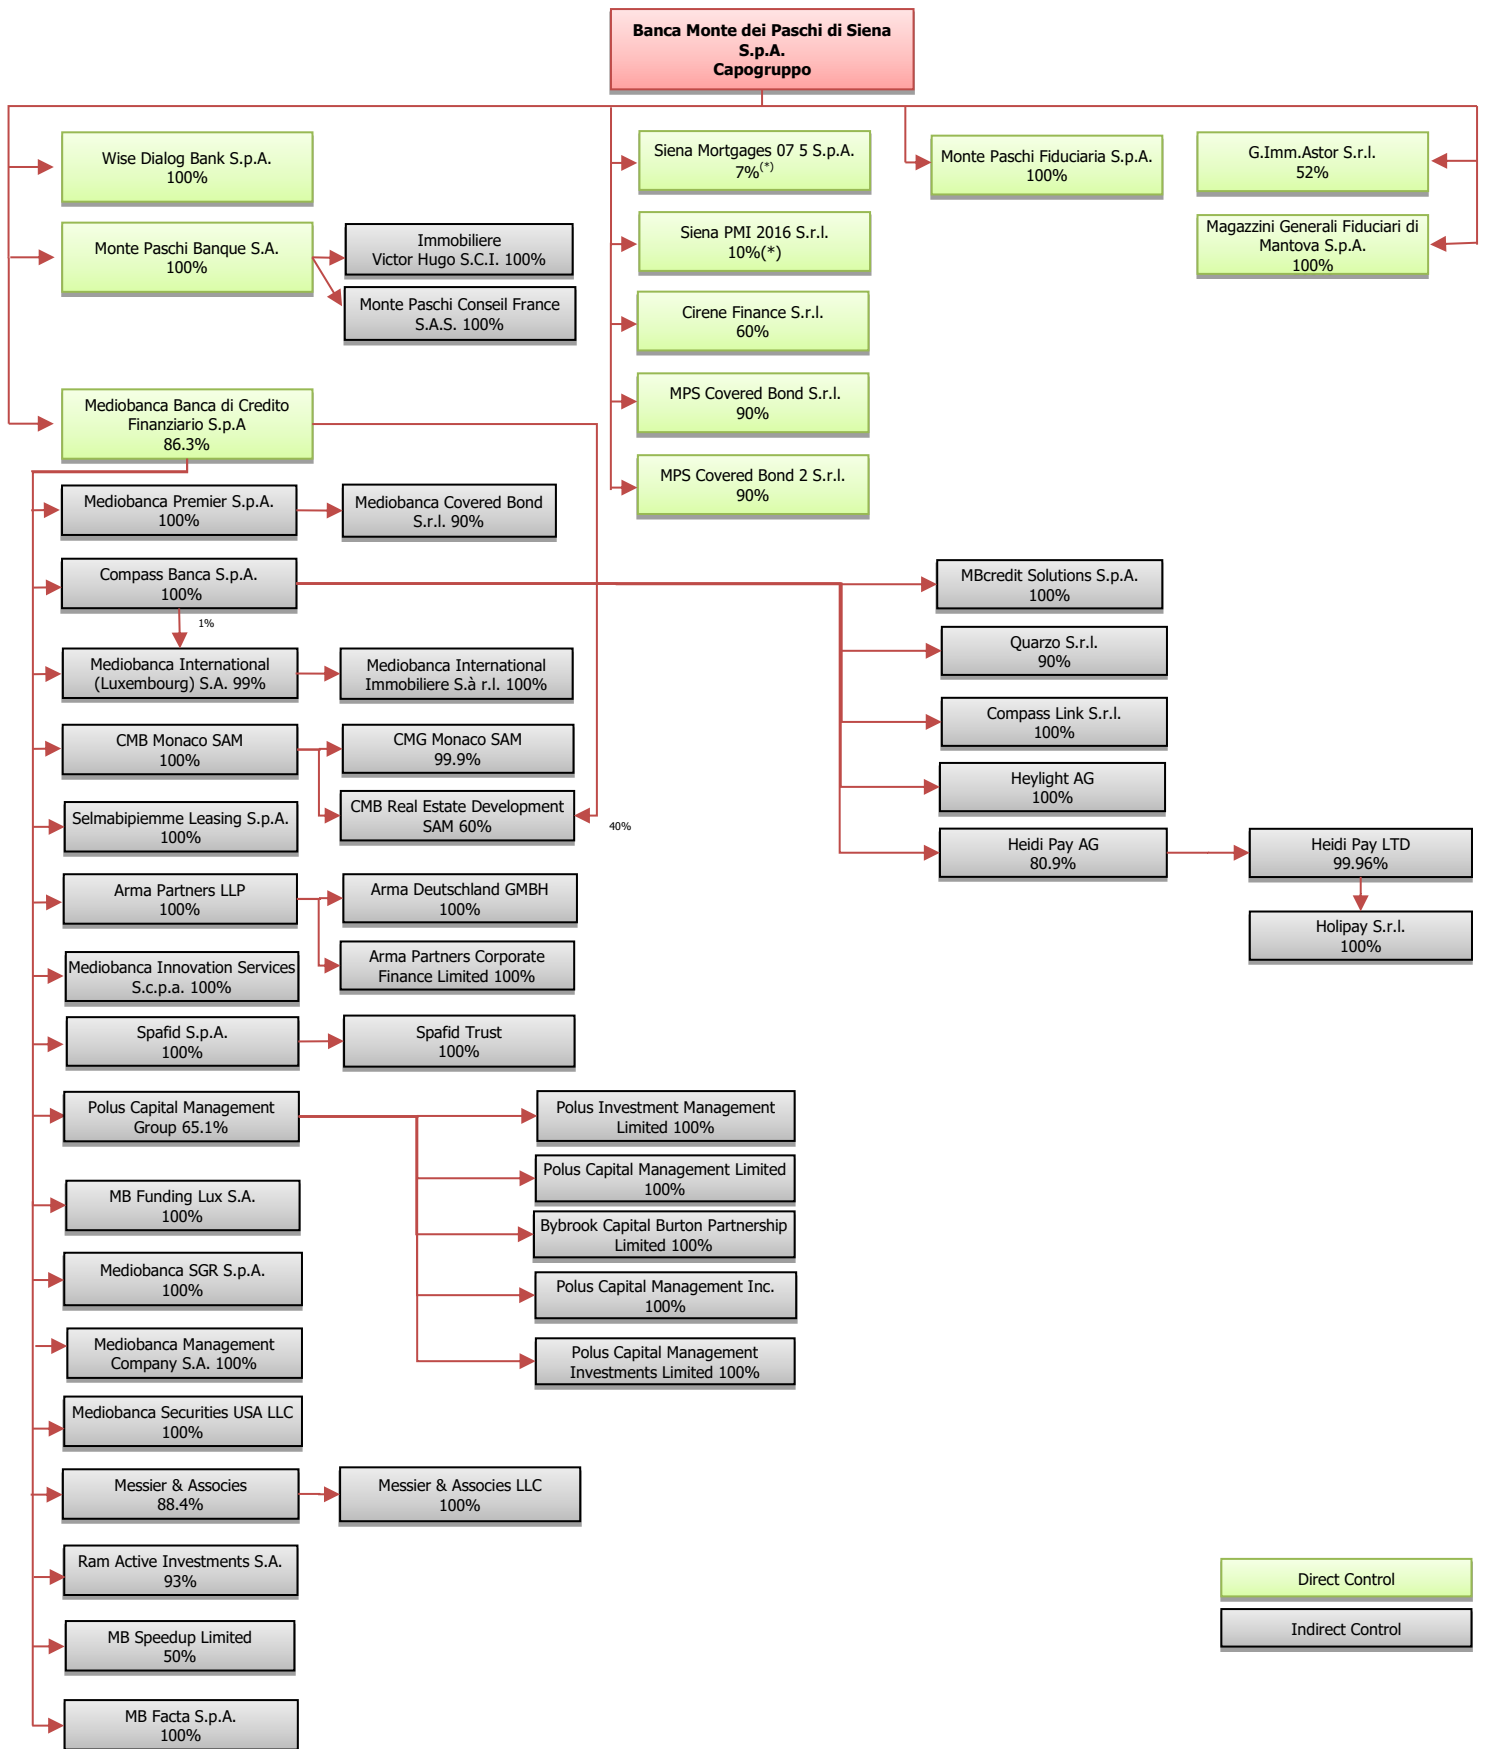 Banca Monte dei Paschi di Siena
S.p.A.
Capogruppo
Wise Dialog Bank S.p.A.
100%
Monte Paschi Banque S.A.
100%
Immobiliere
Victor Hugo S.C.I. 100%
Monte Paschi Conseil France
S.A.S. 100%
Mediobanca Banca di Credito
Finanziario S.p.A
86.3%
Siena Mortgages 07 5 S.p.A.
7%(*)
Siena PMI 2016 S.r.l.
10%(*)
Cirene Finance S.r.l.
60%
MPS Covered Bond S.r.l.
90%
MPS Covered Bond 2 S.r.l.
90%
Monte Paschi Fiduciaria S.p.A.
100%
G.Imm.Astor S.r.l.
52%
Magazzini Generali Fiduciari di
Mantova S.p.A.
100%
Mediobanca Premier S.p.A.
100%
Mediobanca Covered Bond
S.r.l. 90%
Compass Banca S.p.A.
100%
1%
MBcredit Solutions S.p.A.
100%
Quarzo S.r.l.
90%
Compass Link S.r.l.
100%
Heylight AG
100%
Heidi Pay AG
80.9%
Heidi Pay LTD
99.96%
Holipay S.r.l.
100%
Mediobanca International
(Luxembourg) S.A. 99%
Mediobanca International
Immobiliere S.à r.l. 100%
CMB Monaco SAM
100%
CMG Monaco SAM
99.9%
CMB Real Estate Development
SAM 60%
40%
Selmabipiemme Leasing S.p.A.
100%
Arma Partners LLP
100%
Arma Deutschland GMBH
100%
Arma Partners Corporate
Finance Limited 100%
Mediobanca Innovation Services
S.c.p.a. 100%
Spafid S.p.A.
100%
Spafid Trust
100%
Polus Capital Management
Group 65.1%
Polus Investment Management
Limited 100%
Polus Capital Management Limited
100%
Bybrook Capital Burton Partnership
Limited 100%
Polus Capital Management Inc.
100%
Polus Capital Management
Investments Limited 100%
MB Funding Lux S.A.
100%
Mediobanca SGR S.p.A.
100%
Mediobanca Management
Company S.A. 100%
Mediobanca Securities USA LLC
100%
Messier & Associes
88.4%
Messier & Associes LLC
100%
Ram Active Investments S.A.
93%
MB Speedup Limited
50%
MB Facta S.p.A.
100%
Direct Control
Indirect Control